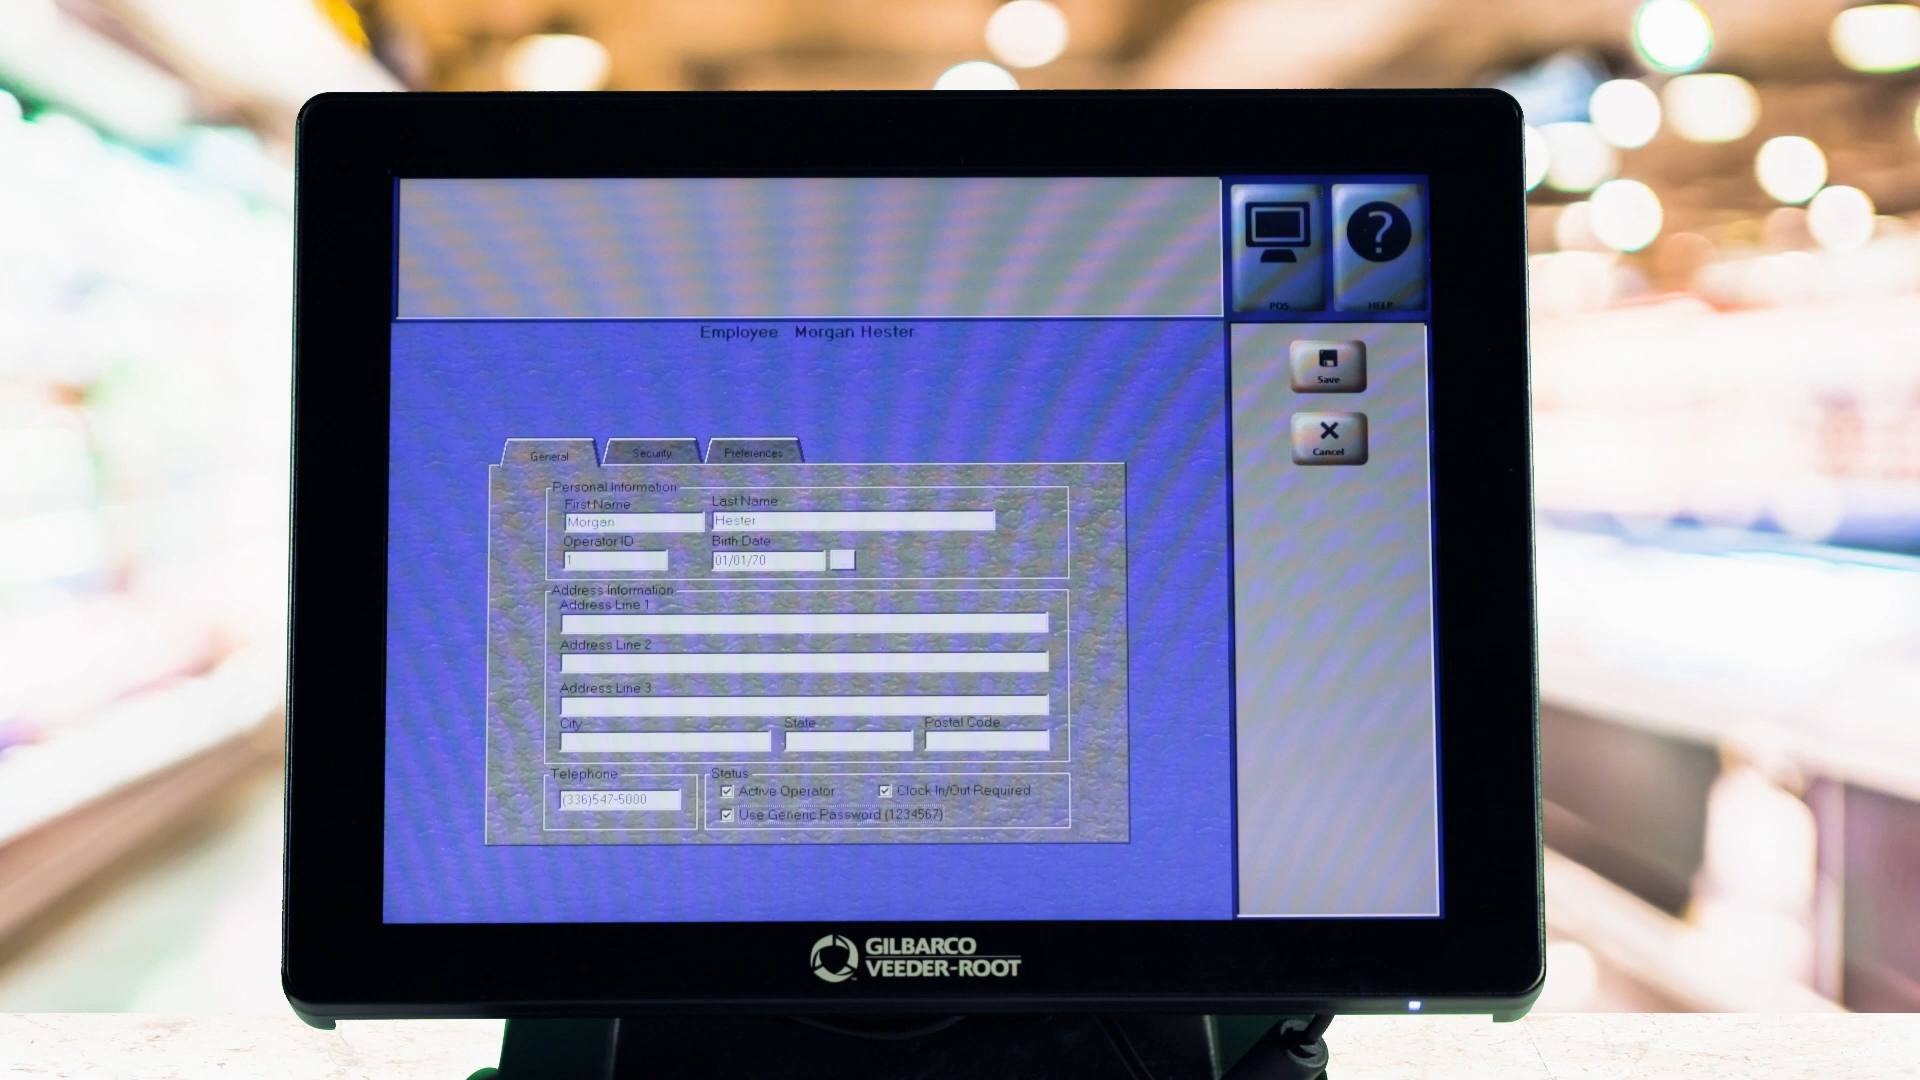 POS
HELP
Employee Morgan Hester
Save
Cancel
General Security Preferences
Personal Information
First Name Last Name
Morgan Hester
Operator ID Birth Date
1 01/01/70
Address Information
Address Line 1
Address Line 2
Address Line 3
City State Postal Code
Telephone Status
(336)547-5000
Active Operator Clock In/Out Required
Use Generic Password (1234567)
GILBARCO
VEEDER-ROOT